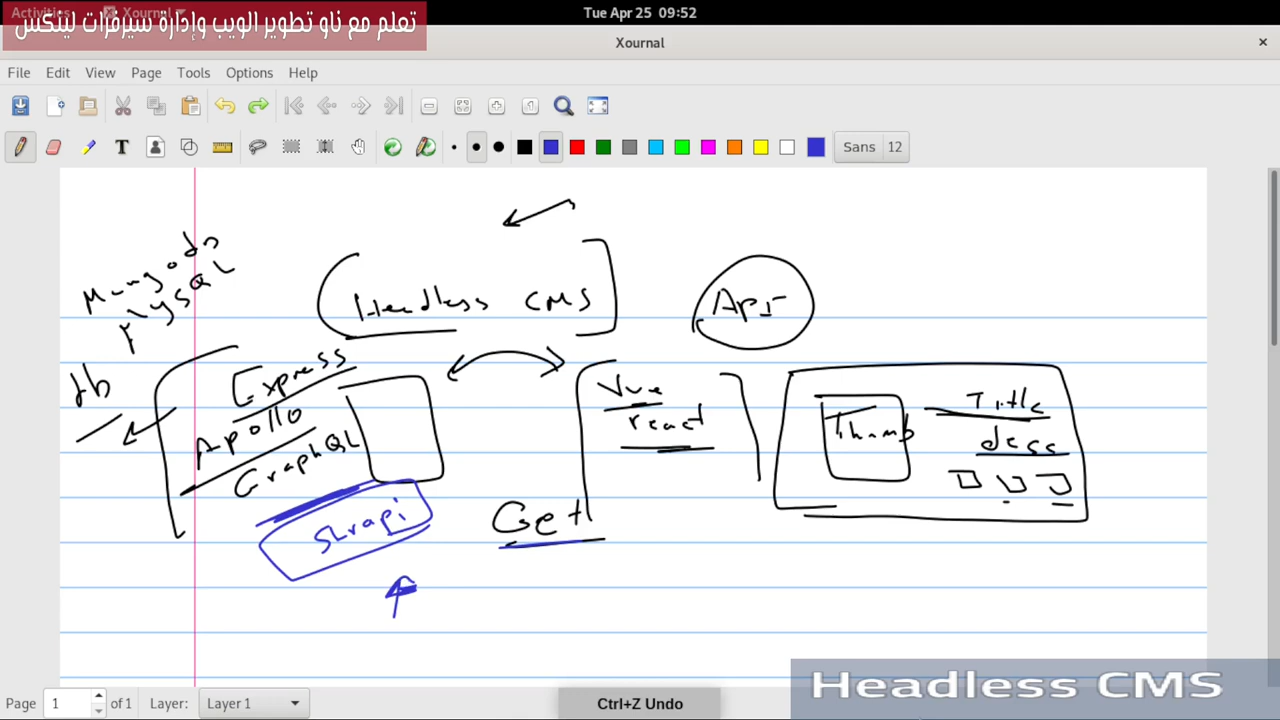 Activities
Xournal
Tue Apr 25 09:52
تعلم مع ناو تطوير الويب وإدارة سيرفرات لينكس
Xournal
File Edit View Page Tools Options Help
Sans 12
MongoDB
MySQL
Headless CMS
API
db
Express
Apollo
GraphQL
Vue
react
Thumb
Title
desc
Strapi
Get
Headless CMS
Page 1 of 1 Layer: Layer 1
Ctrl+Z Undo